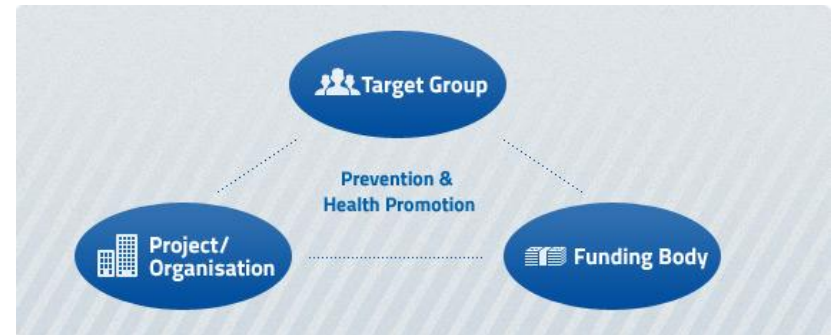 Target Group
Prevention &
Health Promotion
Project/
Organisation
Funding Body